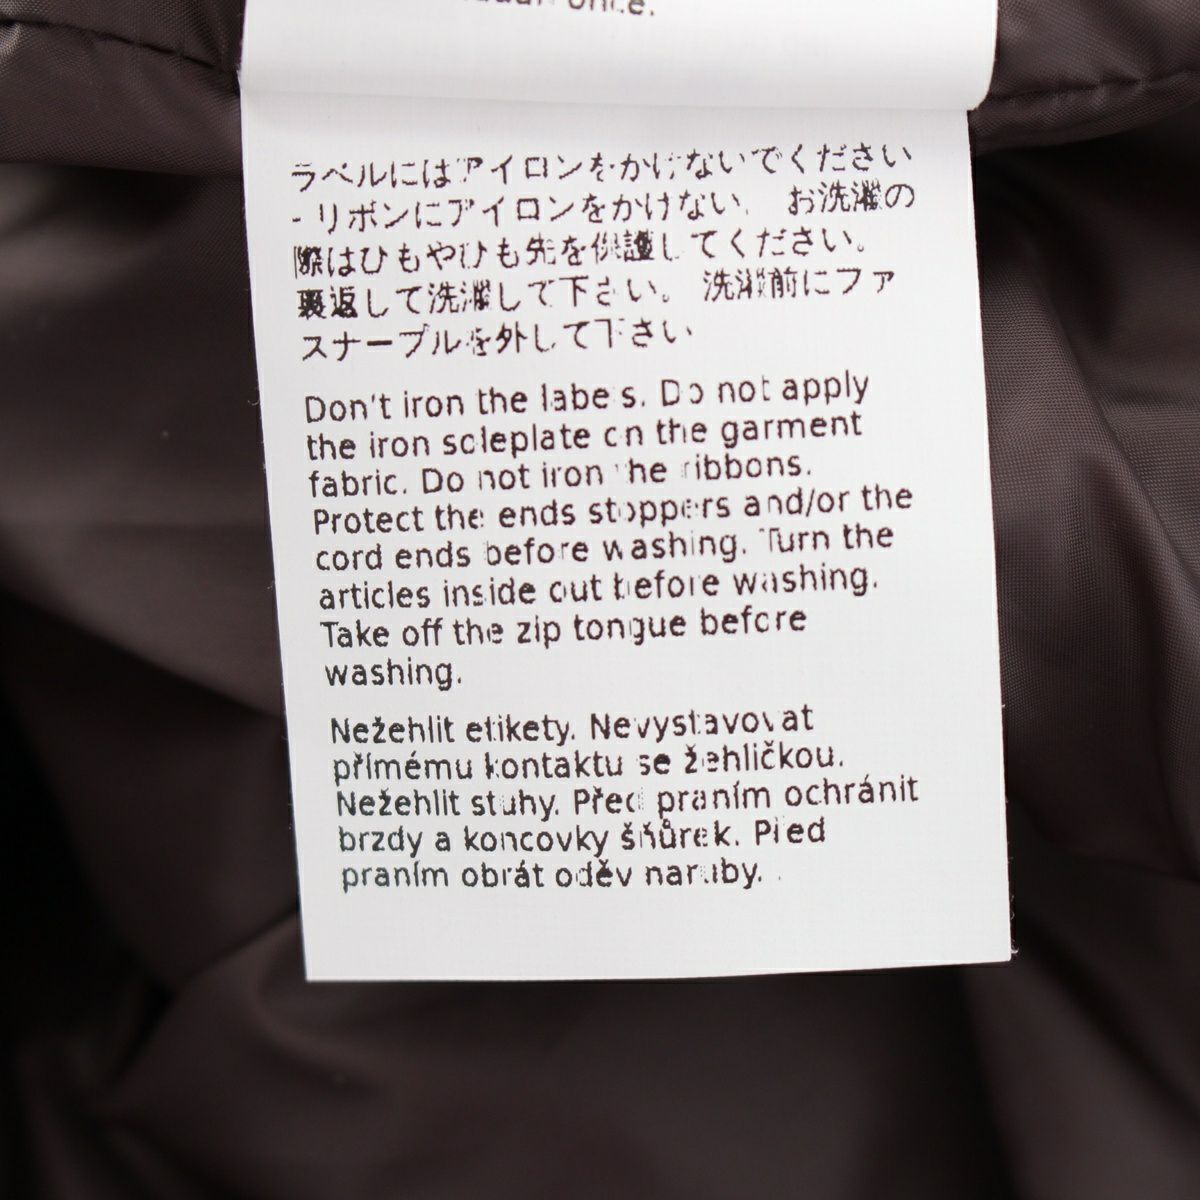 once.
ラベルにはアイロンをかけないでください
- リボンにアイロンをかけない。 お洗濯の
際はひもやひも先を保護してください。
裏返して洗濯して下さい。 洗濯前にファ
スナープルを外して下さい
Don't iron the labels. Do not apply
the iron soleplate on the garment
fabric. Do not iron the ribbons.
Protect the ends stoppers and/or the
cord ends before washing. Turn the
articles inside out before washing.
Take off the zip tongue before
washing.
Nežehlit etikety. Nevystavovat
přímému kontaktu se žehličkou.
Nežehlit stuhy. Před praním ochránit
brzdy a koncovky šňůrek. Před
praním obrát oděv naruby.